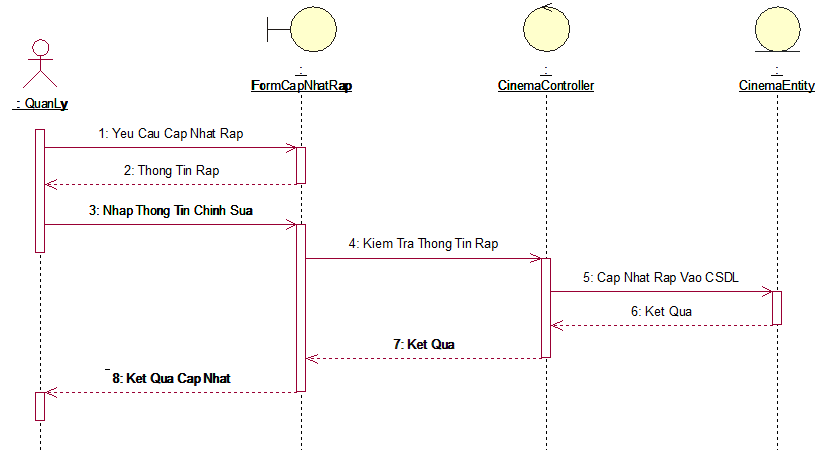 : QuanLy
:
FormCapNhatRap
:
CinemaController
:
CinemaEntity
1: Yeu Cau Cap Nhat Rap
2: Thong Tin Rap
3: Nhap Thong Tin Chinh Sua
4: Kiem Tra Thong Tin Rap
5: Cap Nhat Rap Vao CSDL
6: Ket Qua
7: Ket Qua
8: Ket Qua Cap Nhat